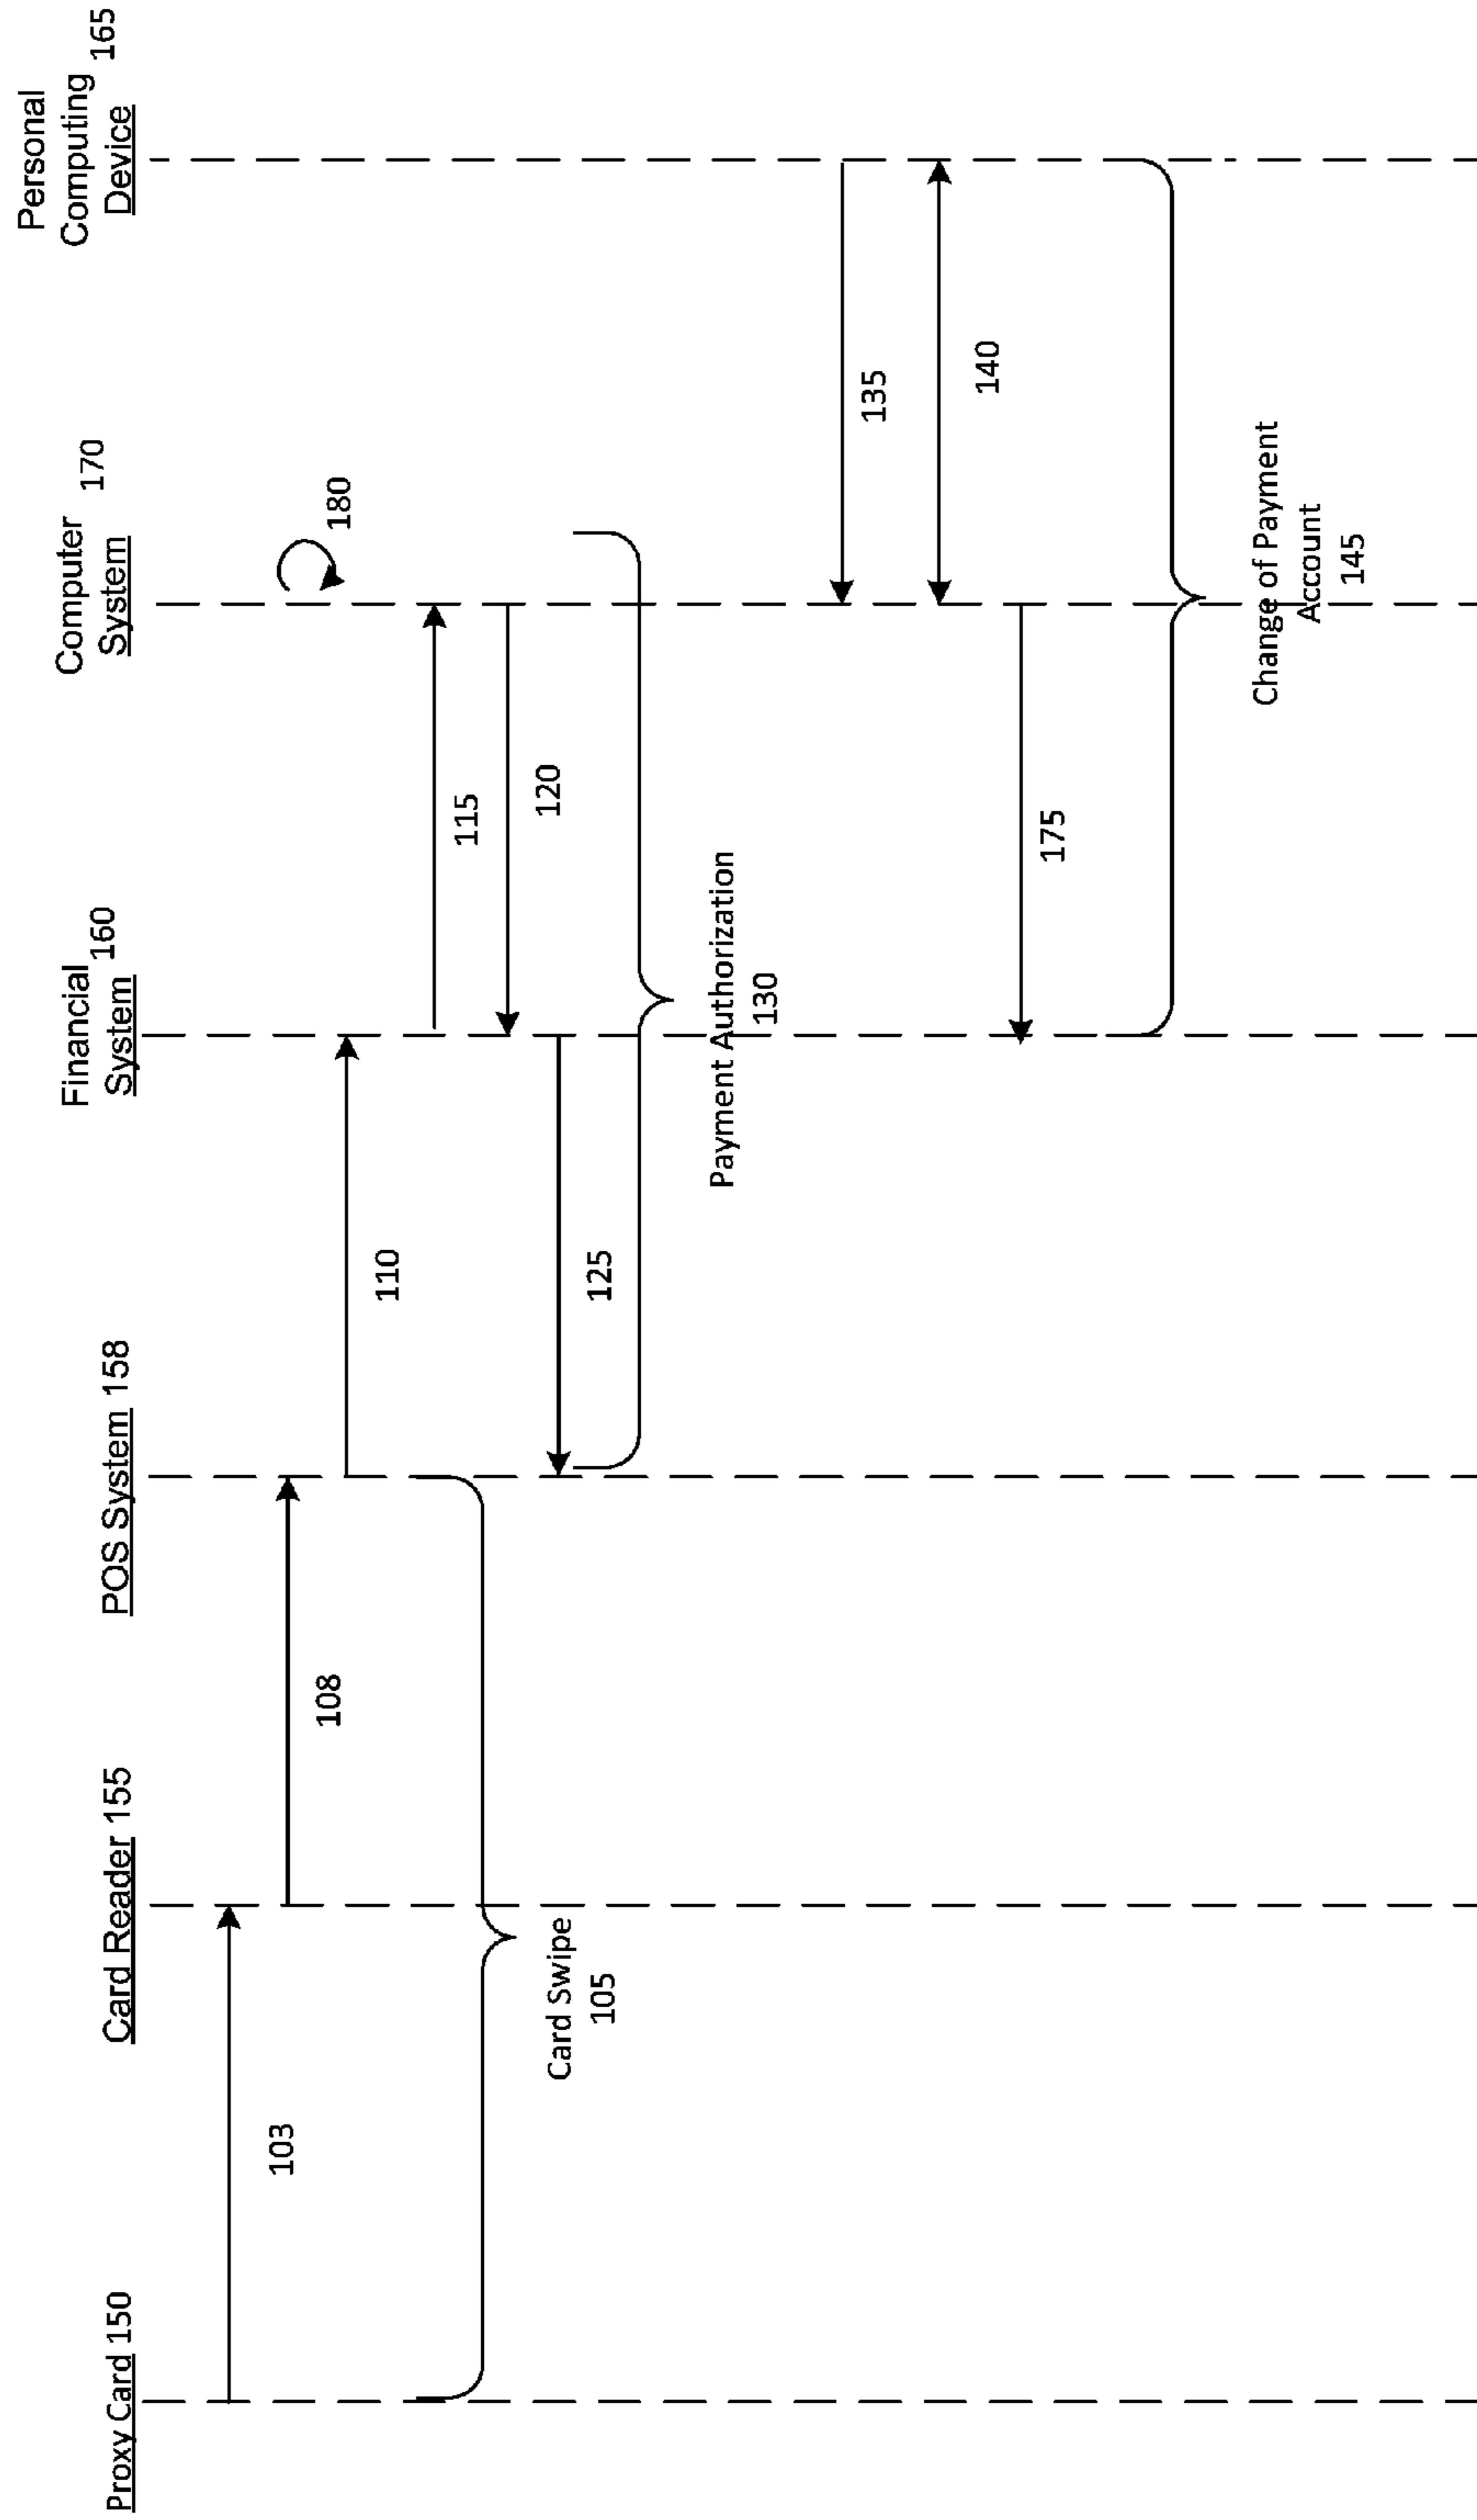 Proxy Card 150
Card Reader 155
POS System 158
Financial
System 160
Computer
System 170
Personal
Computing
Device 165
103
108
180
110
115
120
125
Card Swipe
105
Payment Authorization
130
135
140
175
Change of Payment
Account
145